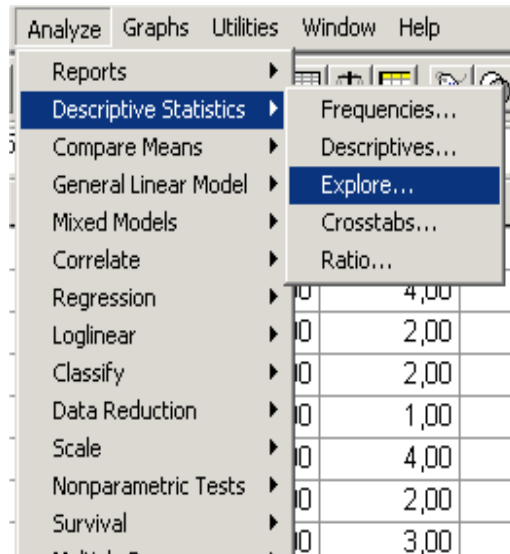 Analyze Graphs Utilities Window Help
Reports
Descriptive Statistics
Frequencies...
Compare Means
Descriptives...
General Linear Model
Explore...
Mixed Models
Crosstabs...
Correlate
Ratio...
Regression
4,00
Loglinear
2,00
Classify
2,00
Data Reduction
1,00
Scale
4,00
Nonparametric Tests
2,00
Survival
3,00